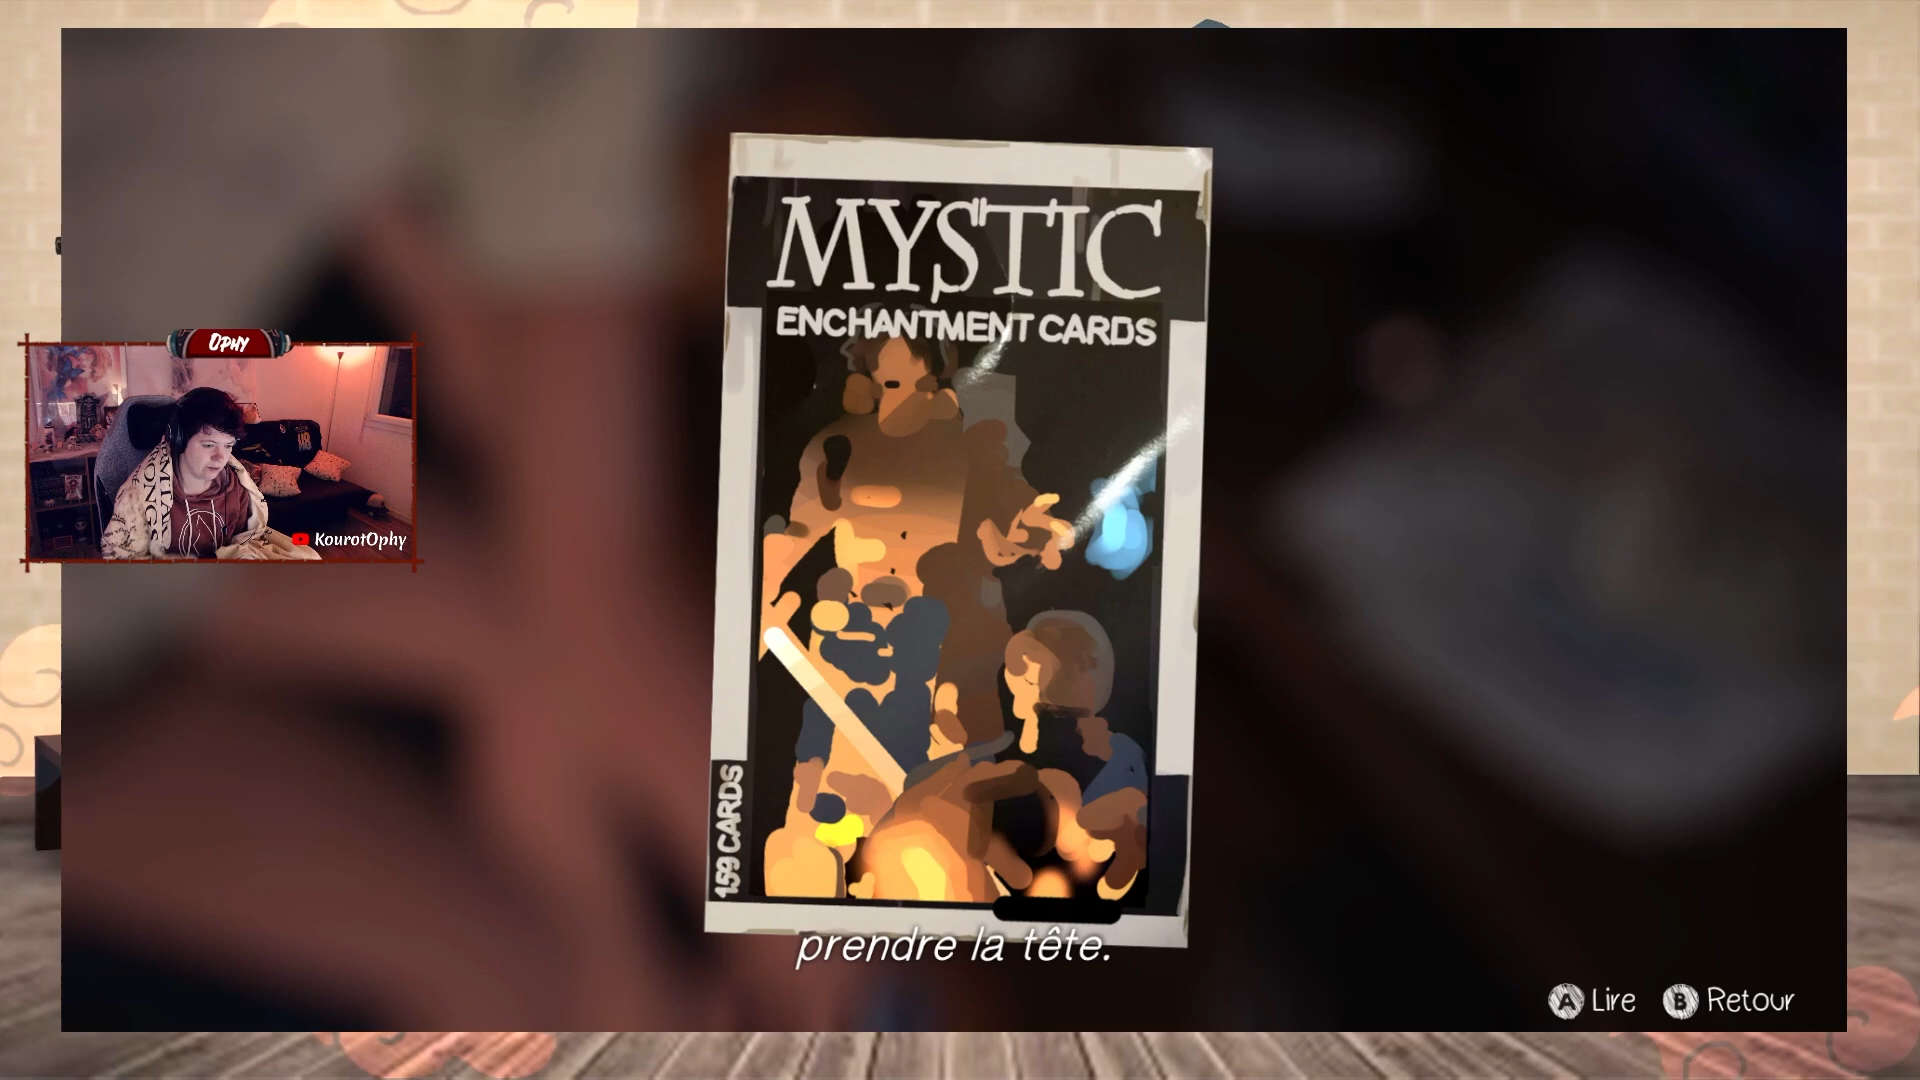 MYSTIC
ENCHANTMENT CARDS
OPHY
KourotOphy
159 CARDS
prendre la tête.
A Lire B Retour